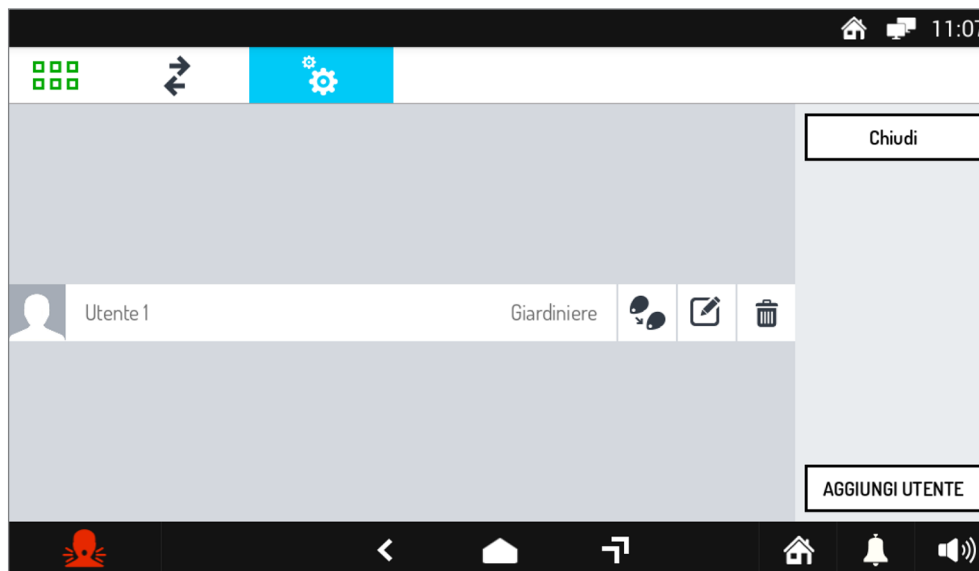 11:07
Chiudi
Utente 1
Giardiniere
AGGIUNGI UTENTE